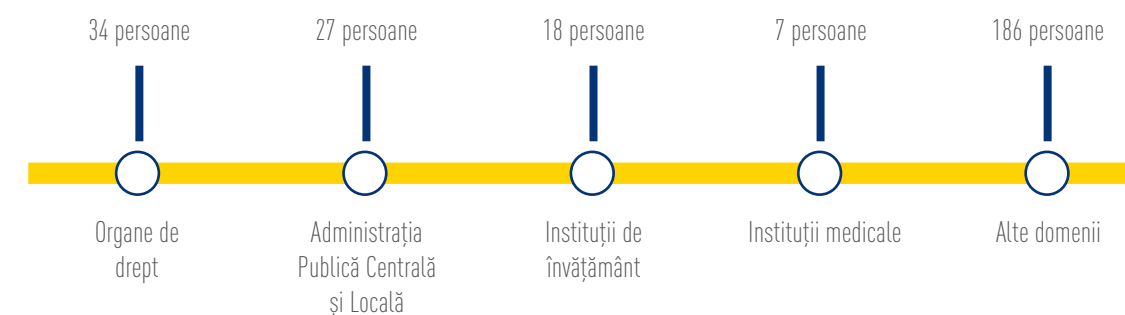 34 persoane
27 persoane
18 persoane
7 persoane
186 persoane
Organe de
drept
Administrația
Publică Centrală
și Locală
Instituții de
învățământ
Instituții medicale
Alte domenii